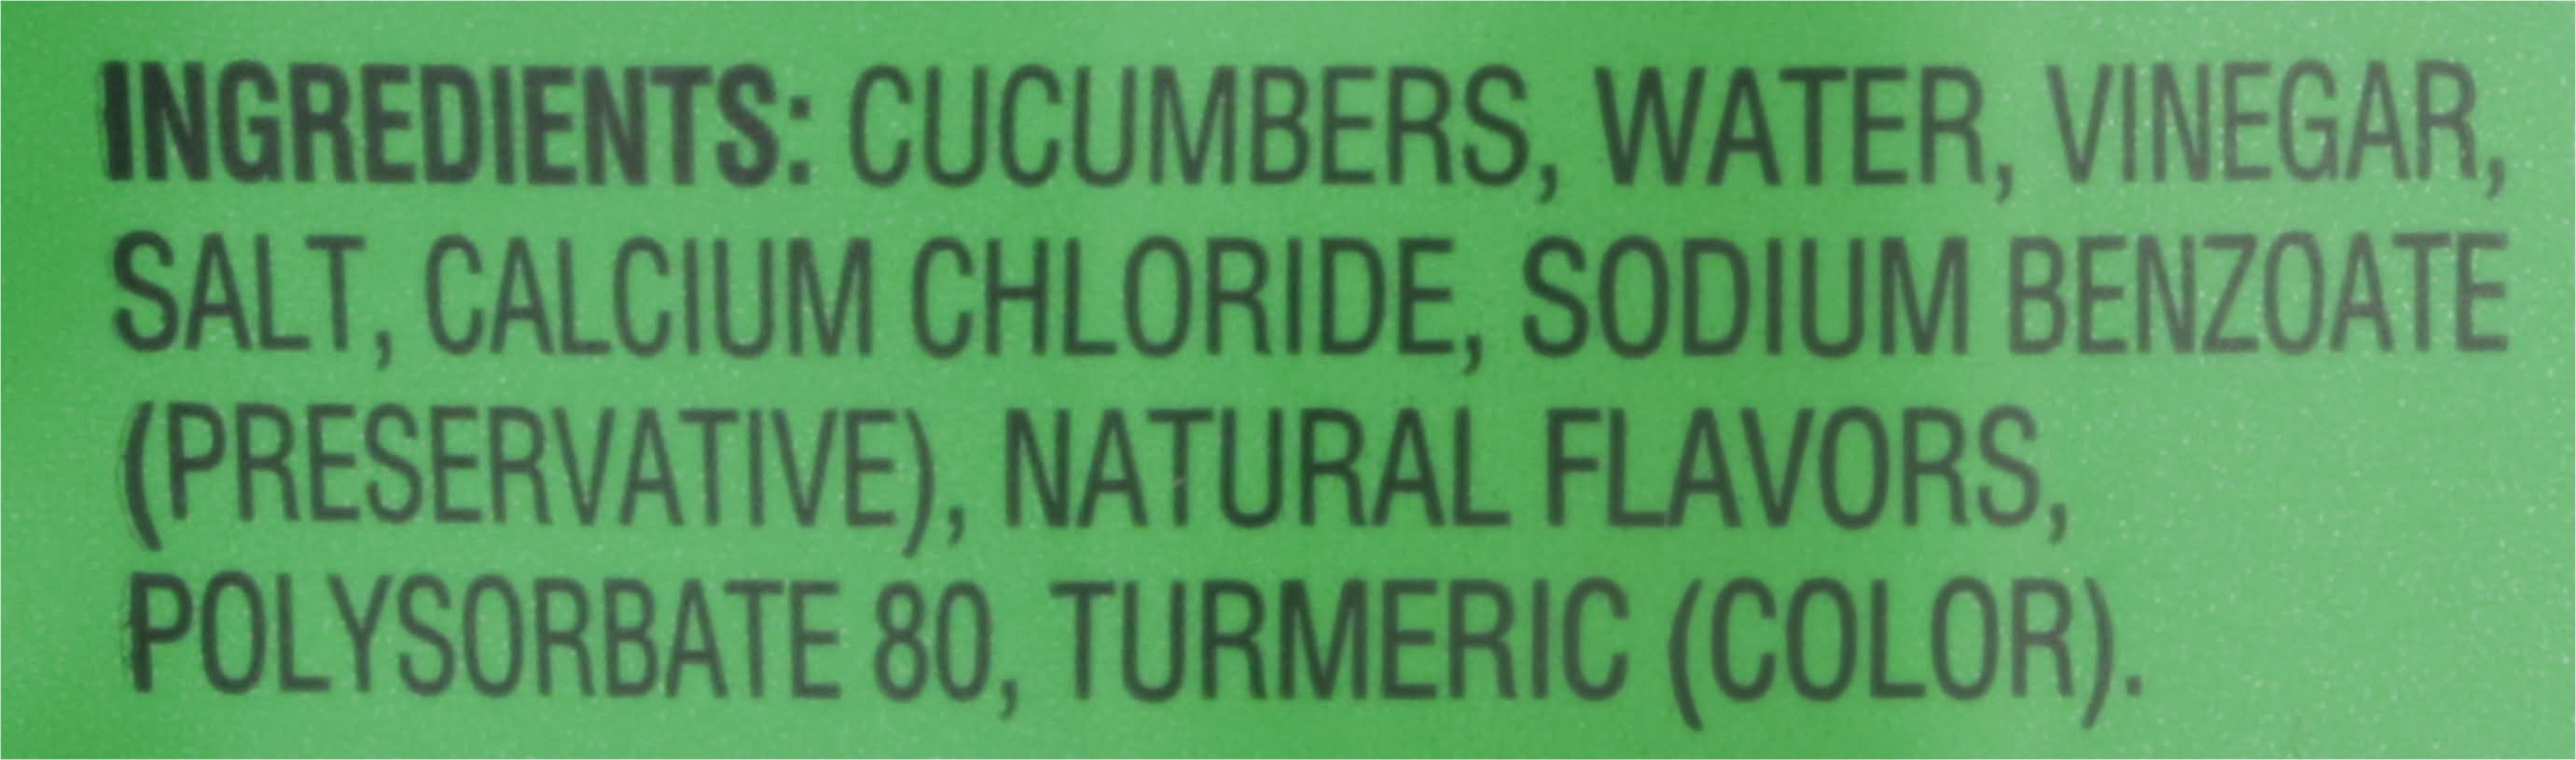 INGREDIENTS: CUCUMBERS, WATER, VINEGAR,
SALT, CALCIUM CHLORIDE, SODIUM BENZOATE
(PRESERVATIVE), NATURAL FLAVORS,
POLYSORBATE 80, TURMERIC (COLOR).